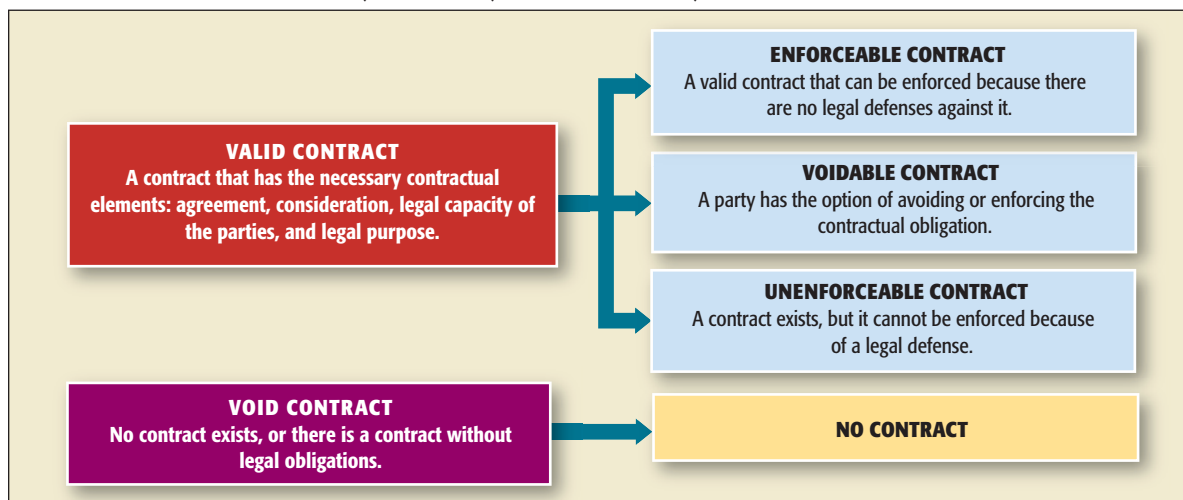 ENFORCEABLE CONTRACT
A valid contract that can be enforced because there
are no legal defenses against it.
VALID CONTRACT
A contract that has the necessary contractual
elements: agreement, consideration, legal capacity of
the parties, and legal purpose.
VOIDABLE CONTRACT
A party has the option of avoiding or enforcing the
contractual obligation.
UNENFORCEABLE CONTRACT
A contract exists, but it cannot be enforced because
of a legal defense.
VOID CONTRACT
No contract exists, or there is a contract without
legal obligations.
NO CONTRACT